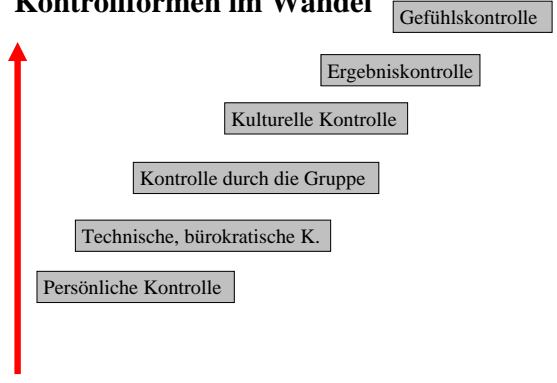 Kontrollformen im Wandel
Gefühlskontrolle
Ergebniskontrolle
Kulturelle Kontrolle
Kontrolle durch die Gruppe
Technische, bürokratische K.
Persönliche Kontrolle